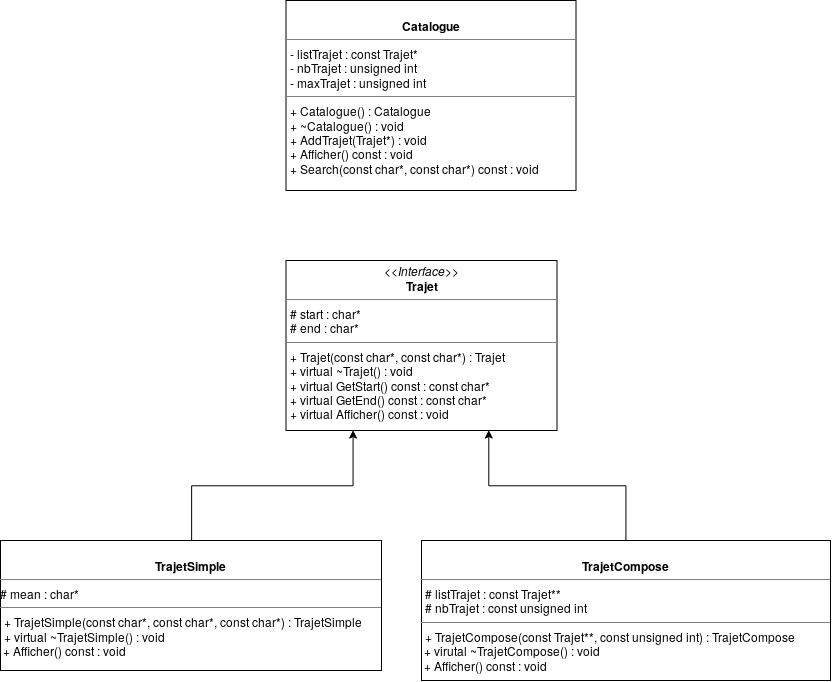 Catalogue
- listTrajet : const Trajet*
- nbTrajet : unsigned int
- maxTrajet : unsigned int
+ Catalogue() : Catalogue
+ ~Catalogue() : void
+ AddTrajet(Trajet*) : void
+ Afficher() const : void
+ Search(const char*, const char*) const : void
<<Interface>>
Trajet
# start : char*
# end : char*
+ Trajet(const char*, const char*) : Trajet
+ virtual ~Trajet() : void
+ virtual GetStart() const : const char*
+ virtual GetEnd() const : const char*
+ virtual Afficher() const : void
TrajetSimple
# mean : char*
+ TrajetSimple(const char*, const char*, const char*) : TrajetSimple
+ virtual ~TrajetSimple() : void
+ Afficher() const : void
TrajetCompose
# listTrajet : const Trajet**
# nbTrajet : const unsigned int
+ TrajetCompose(const Trajet**, const unsigned int) : TrajetCompose
+ virutal ~TrajetCompose() : void
+ Afficher() const : void